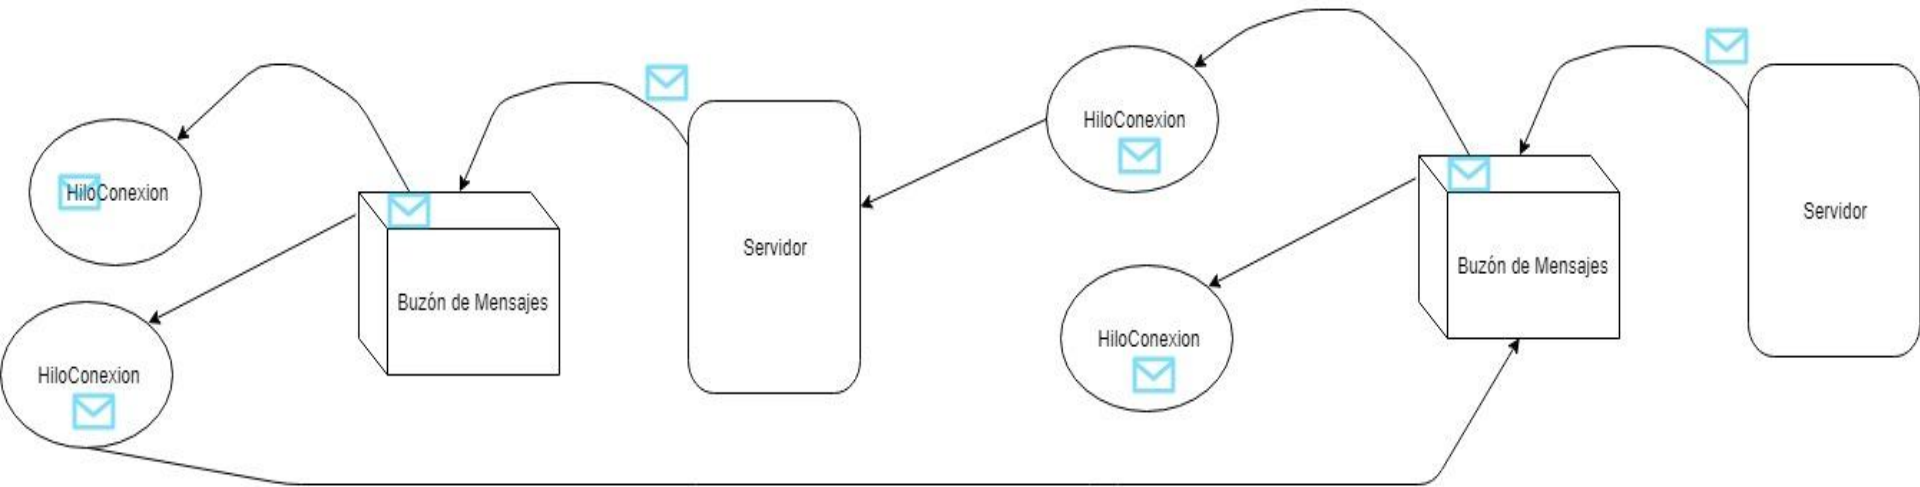 HiloConexion
HiloConexion
Buzón de Mensajes
Servidor
HiloConexion
HiloConexion
Buzón de Mensajes
Servidor